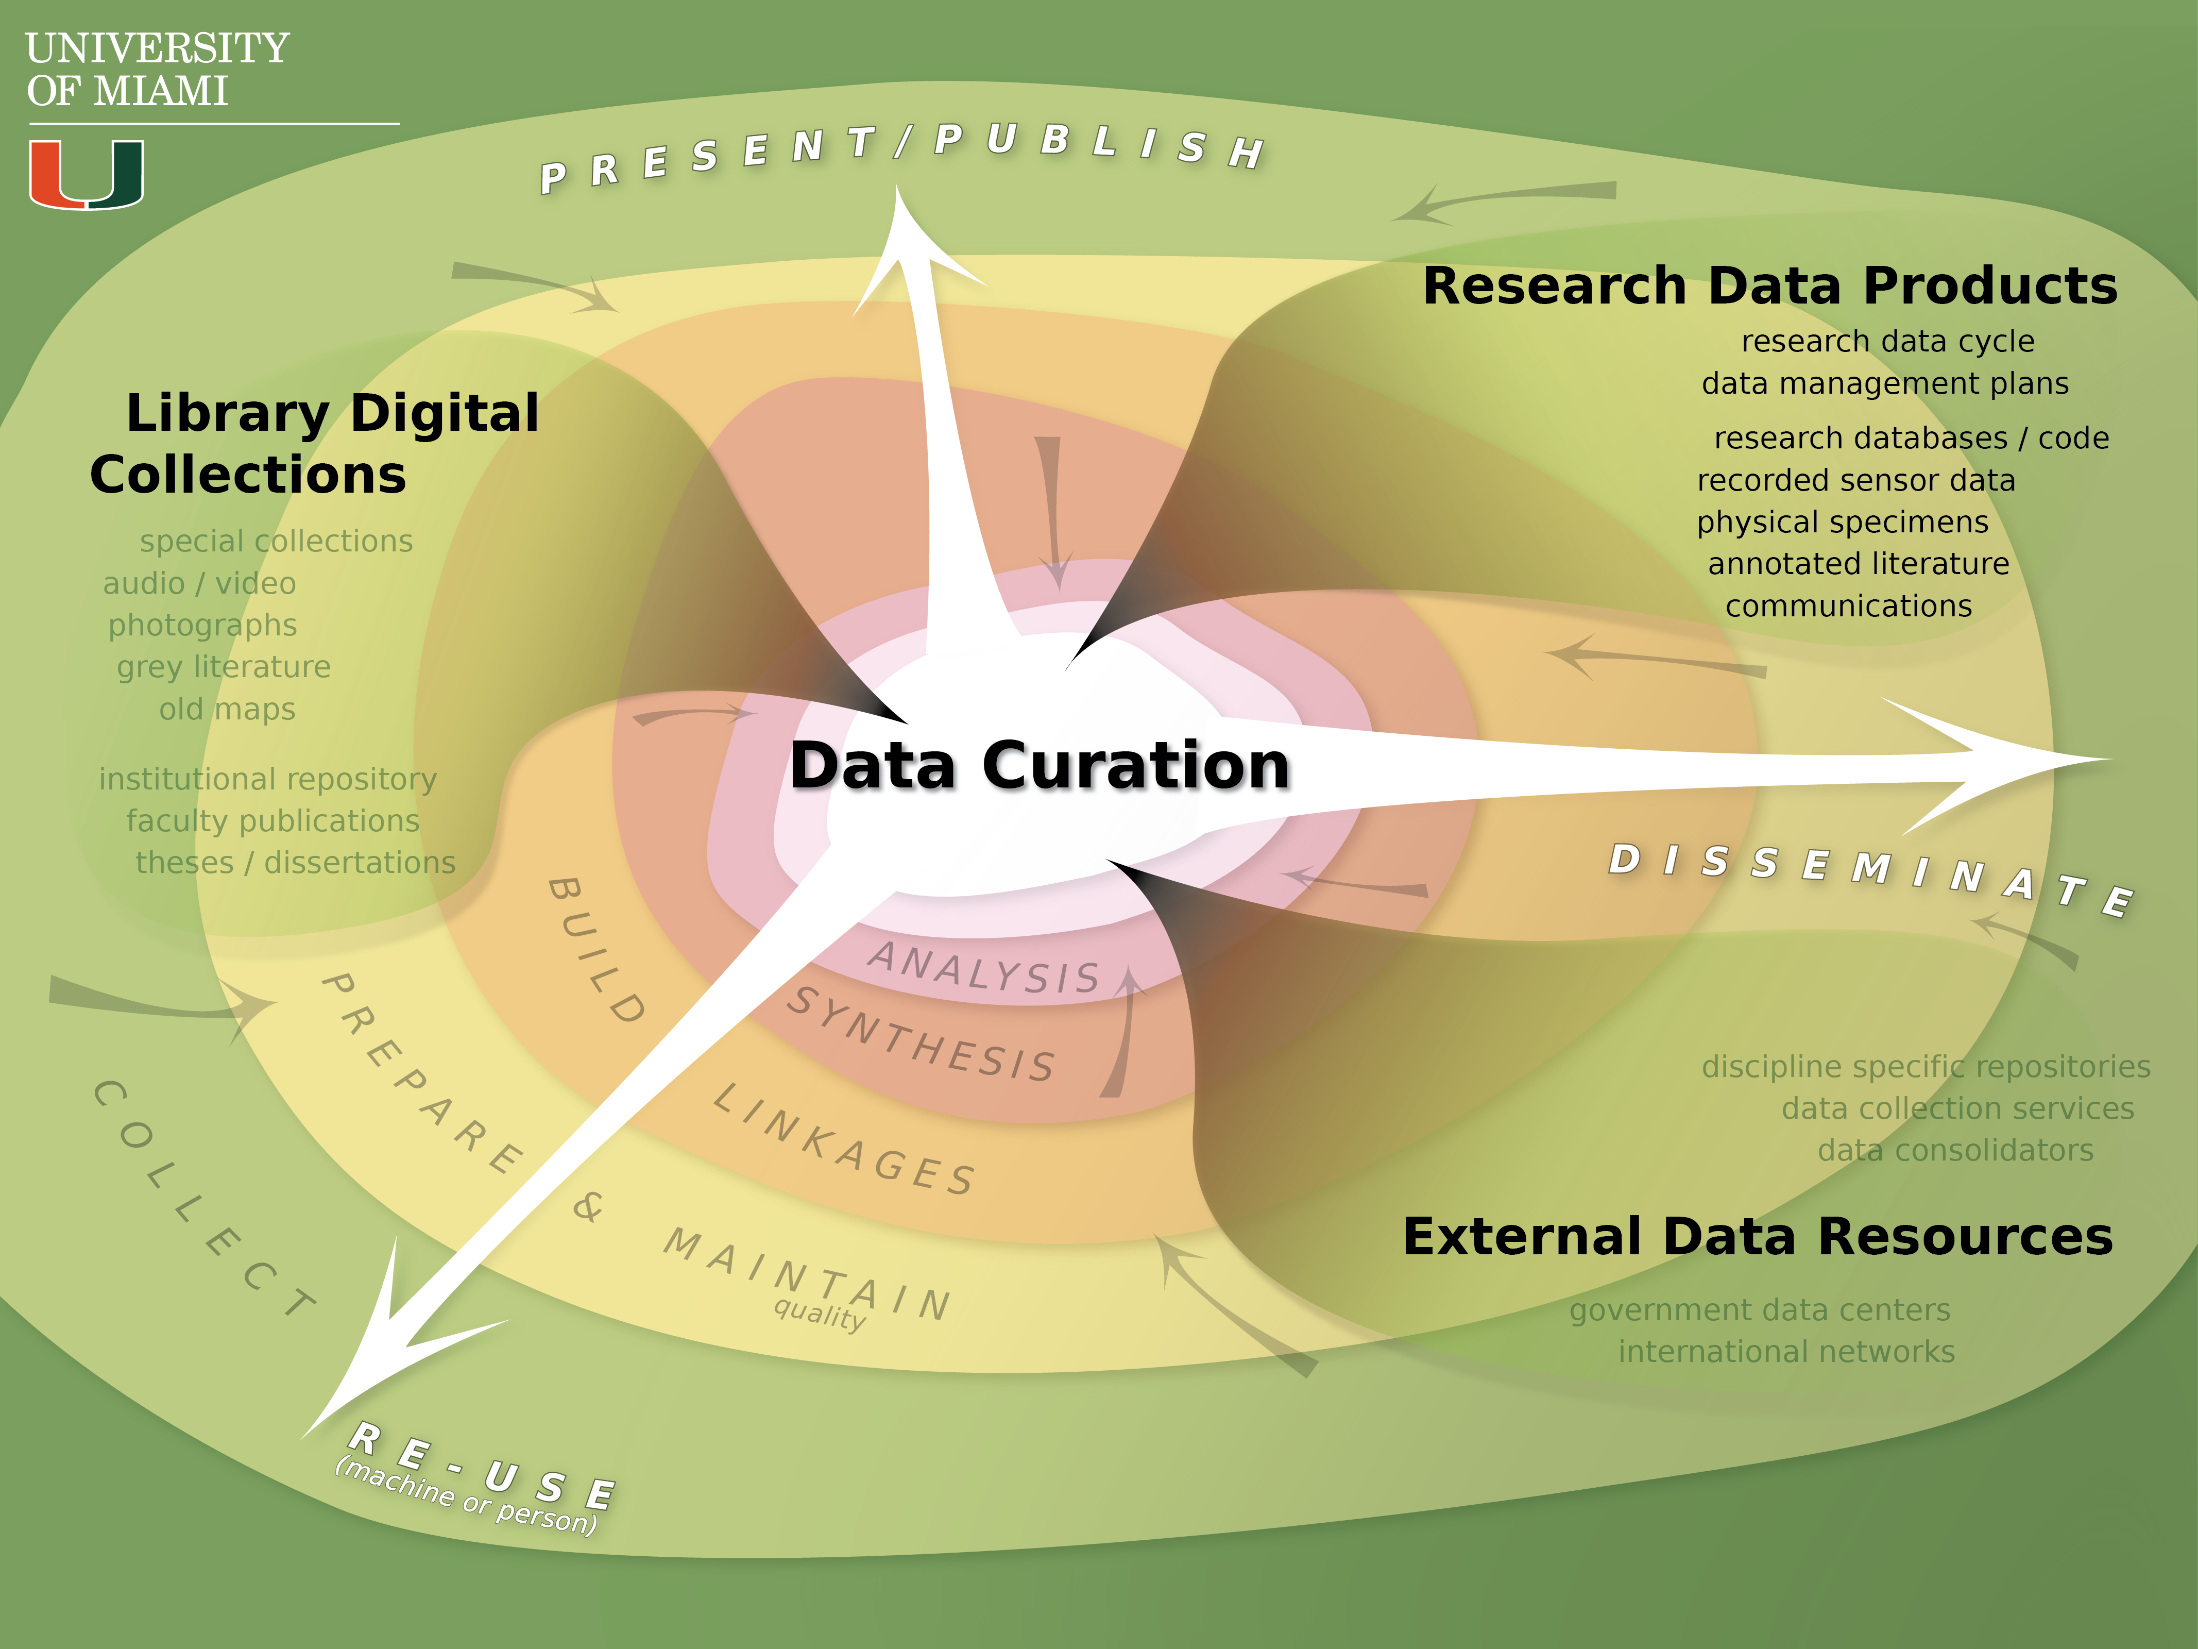 UNIVERSITY
OF MIAMI
PRESENT/PUBLISH
Library Digital
Collections
special collections
audio / video
photographs
grey literature
old maps
institutional repository
faculty publications
theses / dissertations
Research Data Products
research data cycle
data management plans
research databases / code
recorded sensor data
physical specimens
annotated literature
communications
Data Curation
DISSEMINATE
ANALYSIS
SYNTHESIS
BUILD LINKAGES
PREPARE & MAINTAIN
quality
COLLECT
discipline specific repositories
data collection services
data consolidators
External Data Resources
government data centers
international networks
RE-USE
(machine or person)